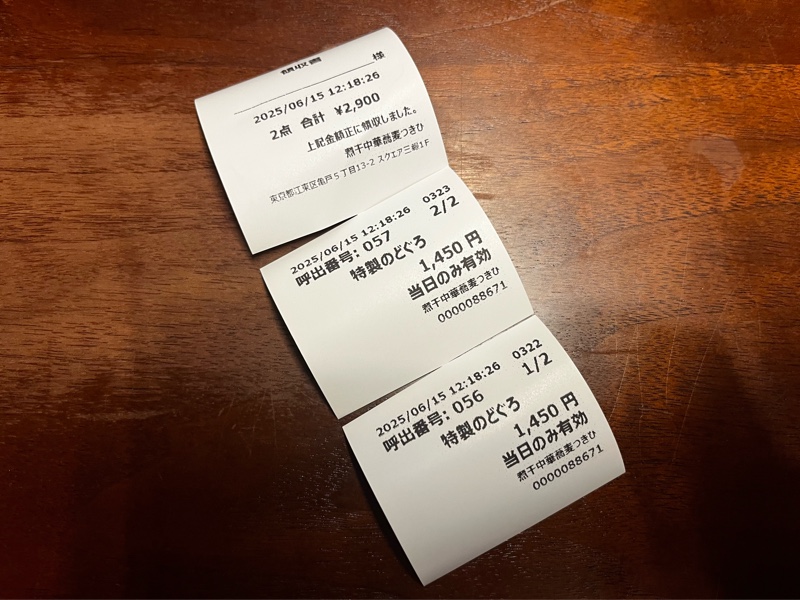 領収書
様
2025/06/15 12:18:26
2点 合計 ¥2,900
上記金額正に領収しました。
煮干中華蕎麦つきひ
東京都江東区亀戸5丁目13-2 スクエア三報1F
2025/06/15 12:18:26 0323
呼出番号: 057 2/2
特製のどぐろ
1,450 円
当日のみ有効
煮干中華蕎麦つきひ
0000088671
2025/06/15 12:18:26 0322
呼出番号: 056 1/2
特製のどぐろ
1,450 円
当日のみ有効
煮干中華蕎麦つきひ
0000088671